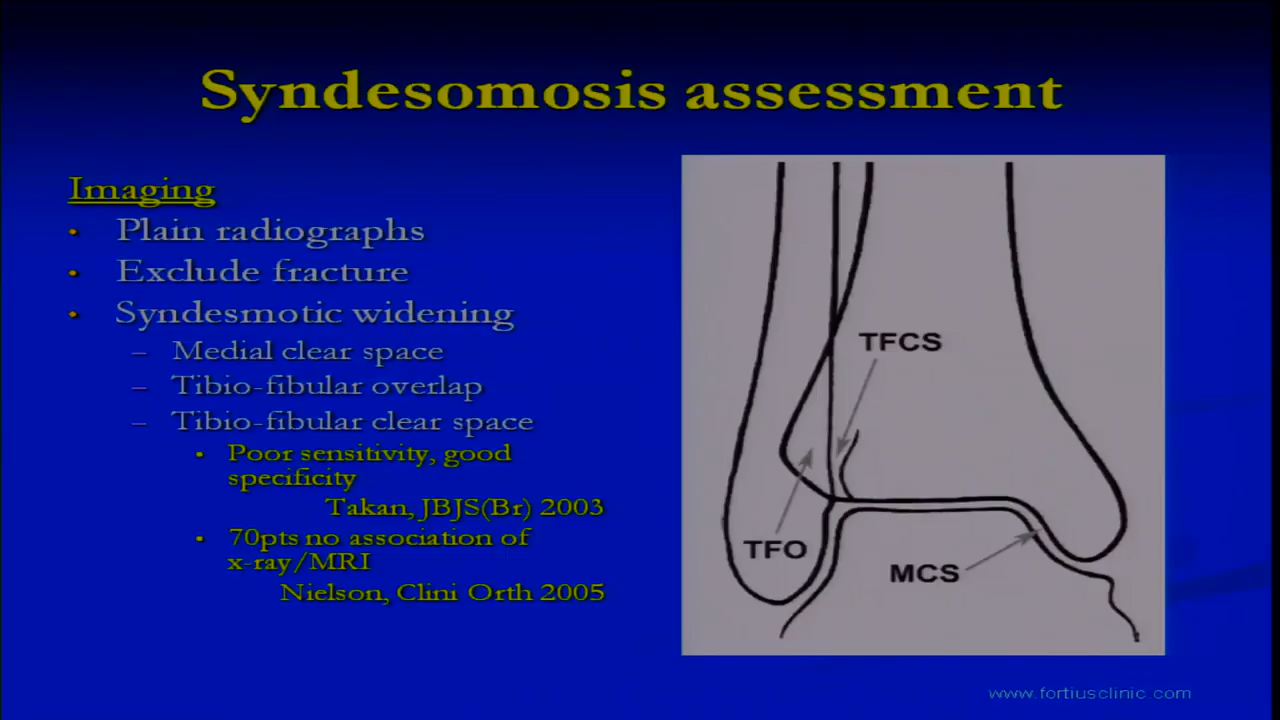 Syndesomosis assessment
Imaging
• Plain radiographs
• Exclude fracture
• Syndesmotic widening
– Medial clear space
– Tibio-fibular overlap
– Tibio-fibular clear space
▪ Poor sensitivity, good
specificity
Takan, JBJS(Br) 2003
▪ 70pts no association of
x-ray/MRI
Nielson, Clini Orth 2005
TFCS
TFO
MCS
www.fortiusclinic.com